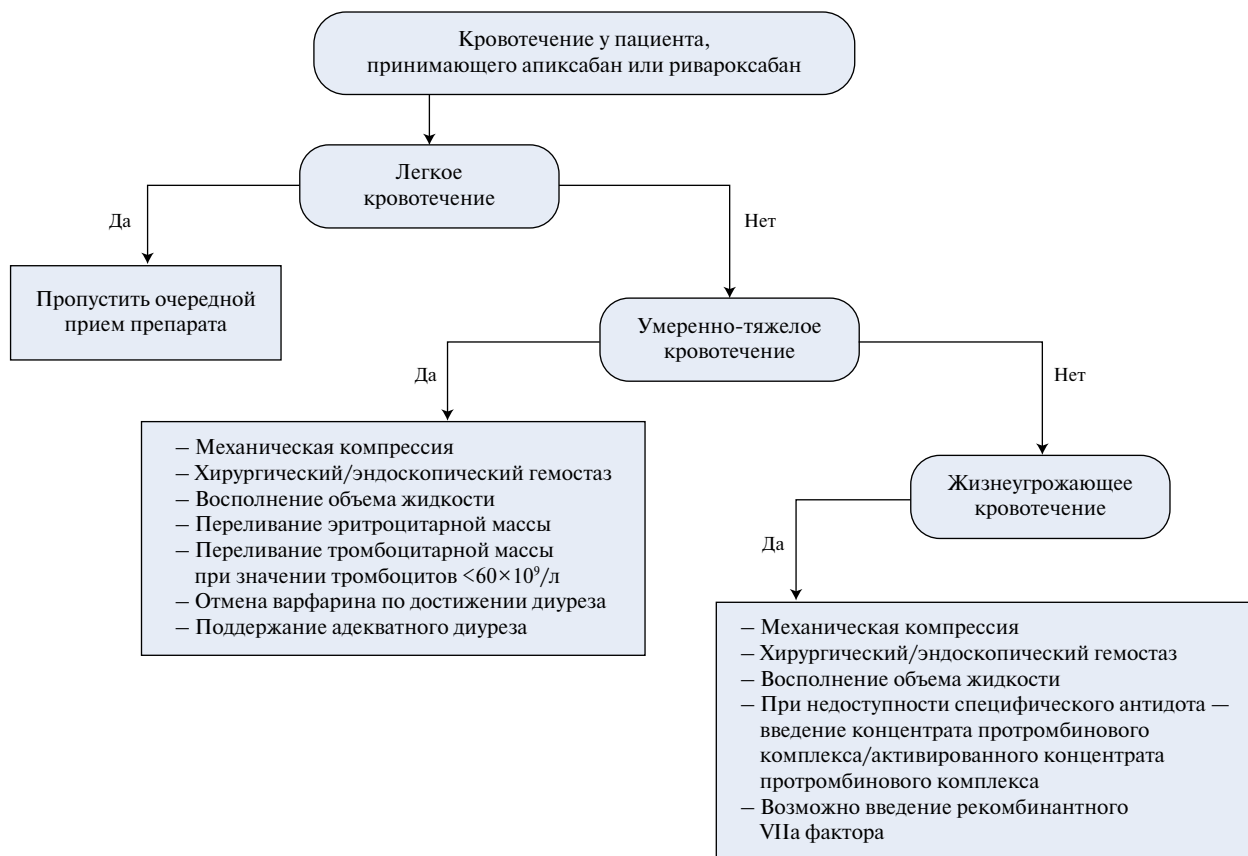 Кровотечение у пациента,
принимающего апиксабан или ривароксабан
Легкое
кровотечение
Да
Нет
Пропустить очередной
прием препарата
Умеренно-тяжелое
кровотечение
Да
Нет
– Механическая компрессия
– Хирургический/эндоскопический гемостаз
– Восполнение объема жидкости
– Переливание эритроцитарной массы
– Переливание тромбоцитарной массы
при значении тромбоцитов <60×10⁹/л
– Отмена варфарина по достижении диуреза
– Поддержание адекватного диуреза
Жизнеугрожающее
кровотечение
Да
– Механическая компрессия
– Хирургический/эндоскопический гемостаз
– Восполнение объема жидкости
– При недоступности специфического антидота —
введение концентрата протромбинового
комплекса/активированного концентрата
протромбинового комплекса
– Возможно введение рекомбинантного
VIIa фактора